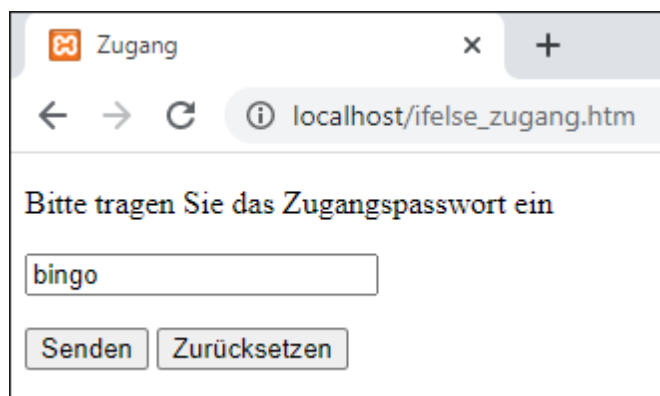 Zugang
localhost/ifelse_zugang.htm
Bitte tragen Sie das Zugangspasswort ein
bingo
Senden Zurücksetzen